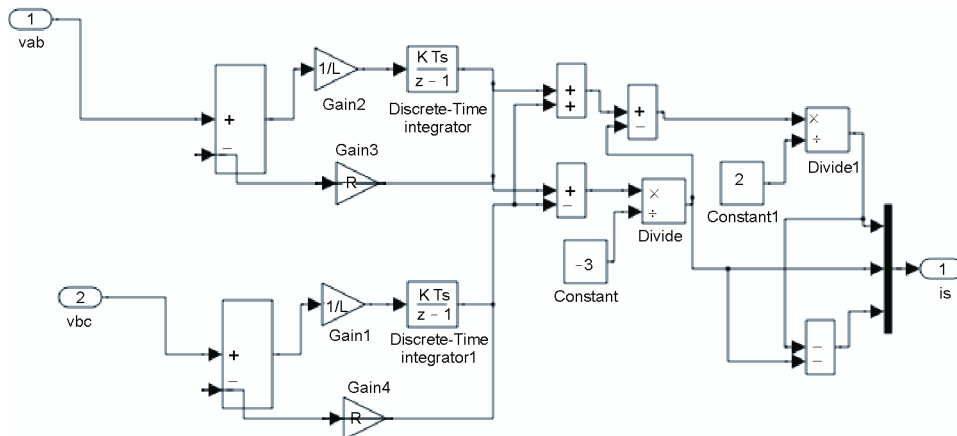 1
vab
+
−
1/L
Gain2
K Ts
z − 1
Discrete-Time
integrator
Gain3
R
+
+
+
−
×
÷
Divide1
2
Constant1
+
−
×
÷
Divide
−3
Constant
1
is
2
vbc
+
−
1/L
Gain1
K Ts
z − 1
Discrete-Time
integrator1
Gain4
R
−
−